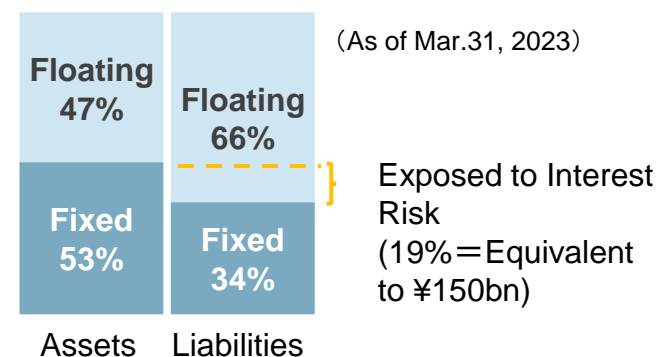 （As of Mar.31, 2023）
Floating
47%
Floating
66%
Exposed to Interest
Risk
(19%＝Equivalent
to ¥150bn)
Fixed
53%
Fixed
34%
Assets
Liabilities